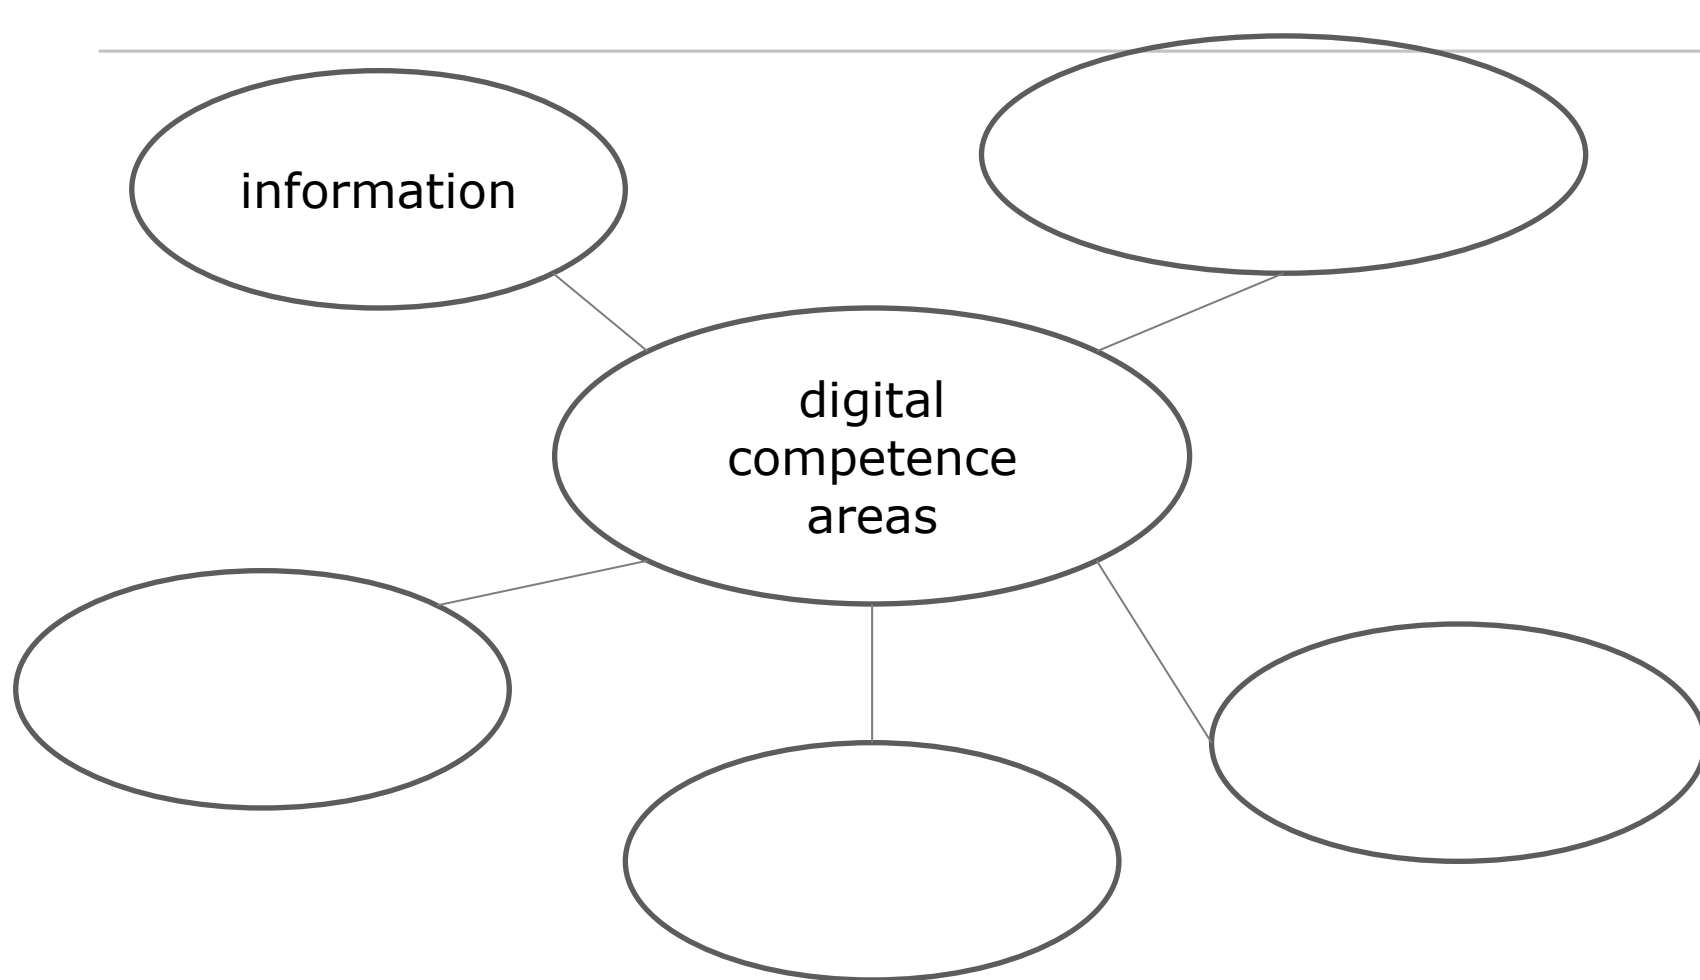 information
digital
competence
areas